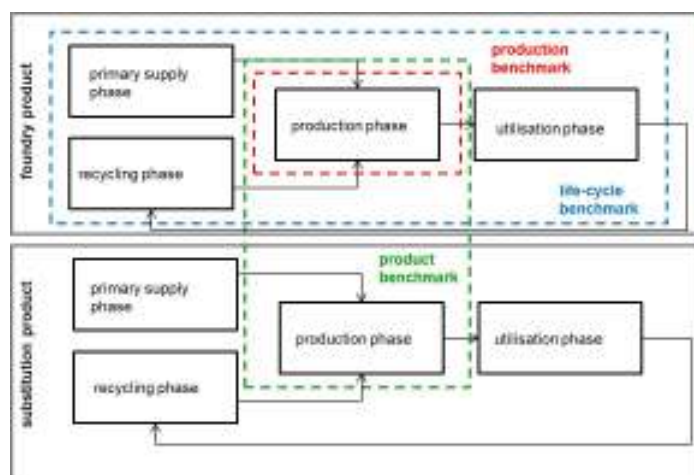 foundry product
primary supply
phase
production
benchmark
production phase
utilisation phase
recycling phase
life-cycle
benchmark
substitution product
product
benchmark
primary supply
phase
production phase
utilisation phase
recycling phase